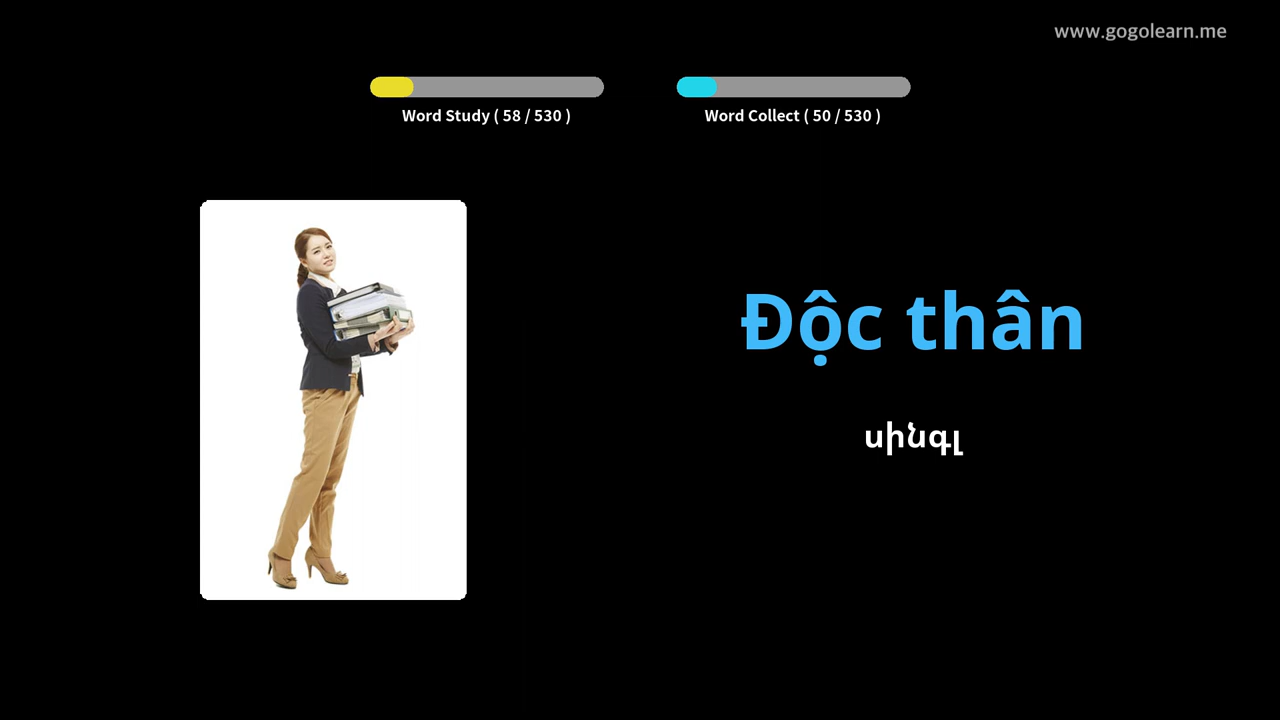 www.gogolearn.me
Word Study ( 58 / 530 )
Word Collect ( 50 / 530 )
Độc thân
սինգլ